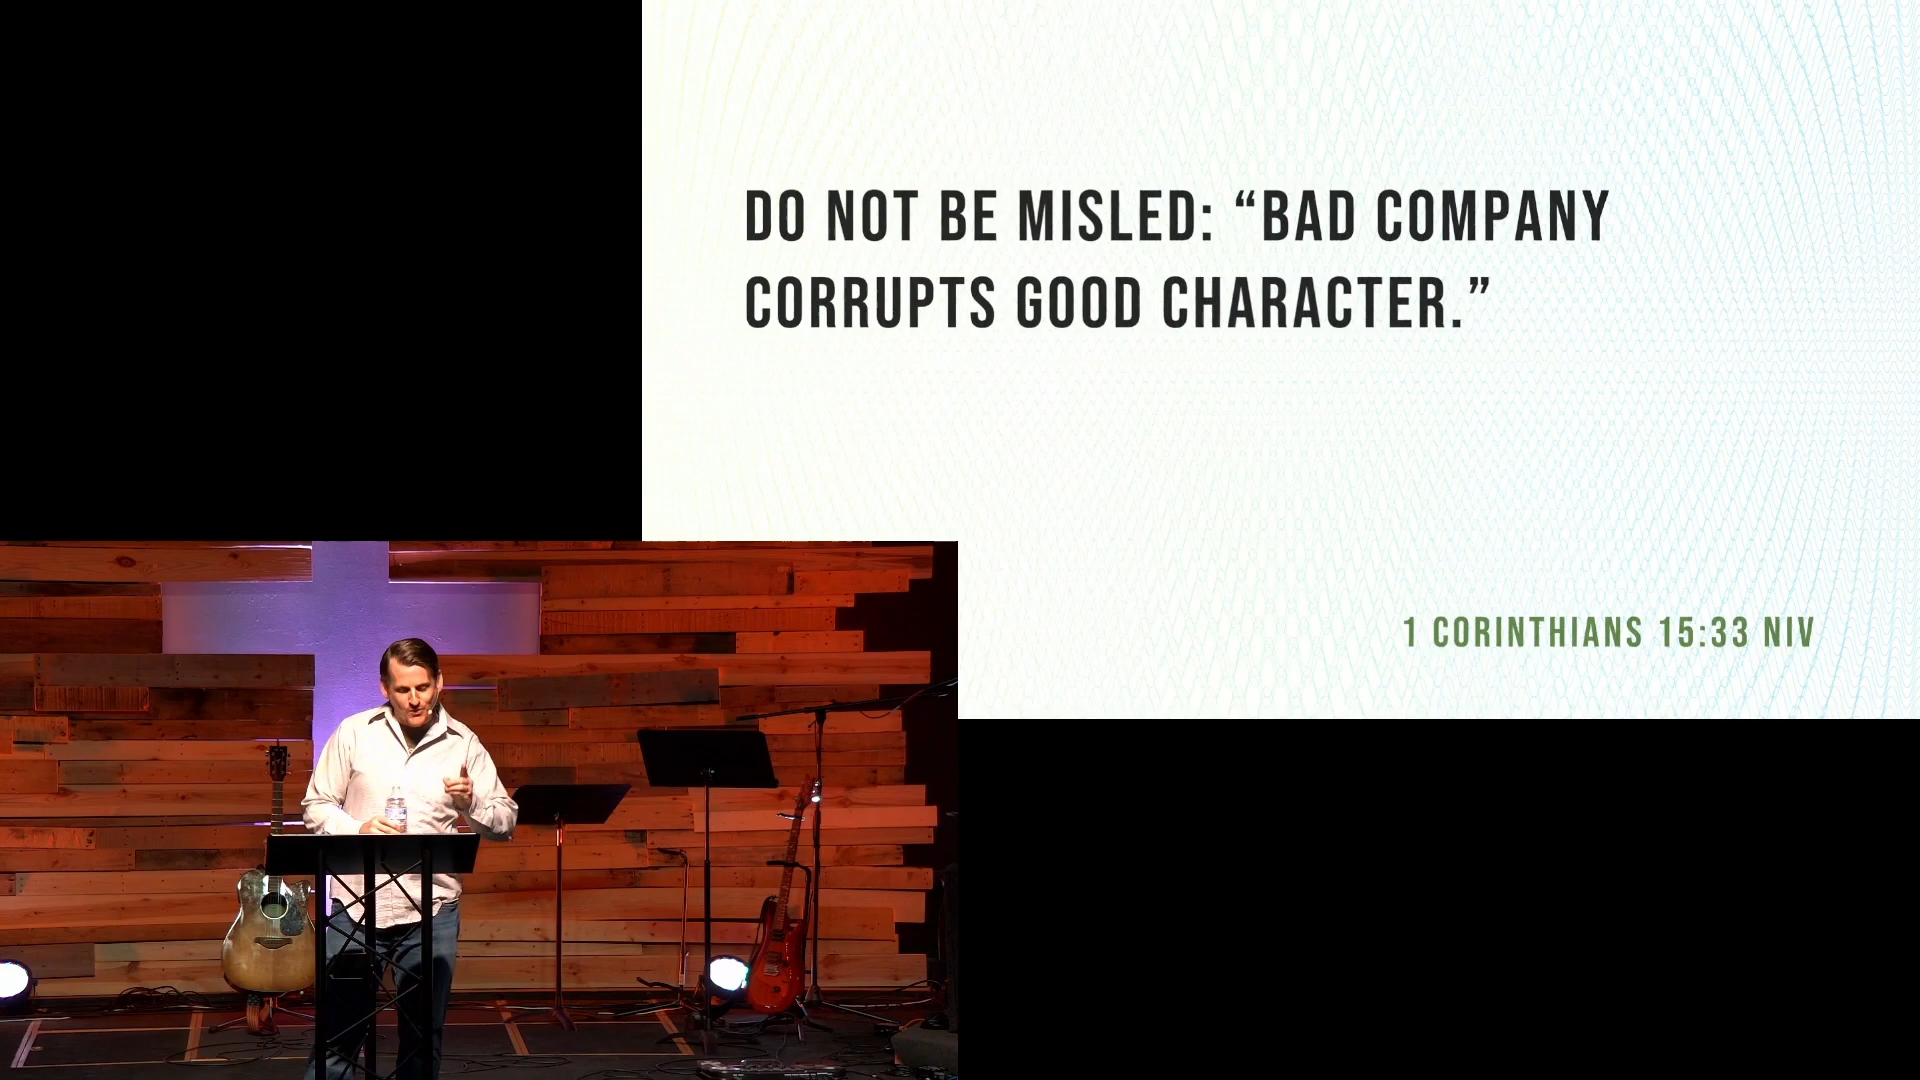 DO NOT BE MISLED: “BAD COMPANY
CORRUPTS GOOD CHARACTER.”
1 CORINTHIANS 15:33 NIV